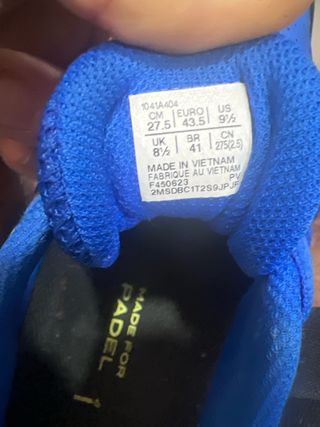 1041A404
CM EURO US
27.5 43.5 9½
UK BR CN
8½ 41 275(2.5)
MADE IN VIETNAM
FABRIQUE AU VIETNAM
F450623 PV
2MSDBC1T2S9JPJF
MADE FOR
PADEL